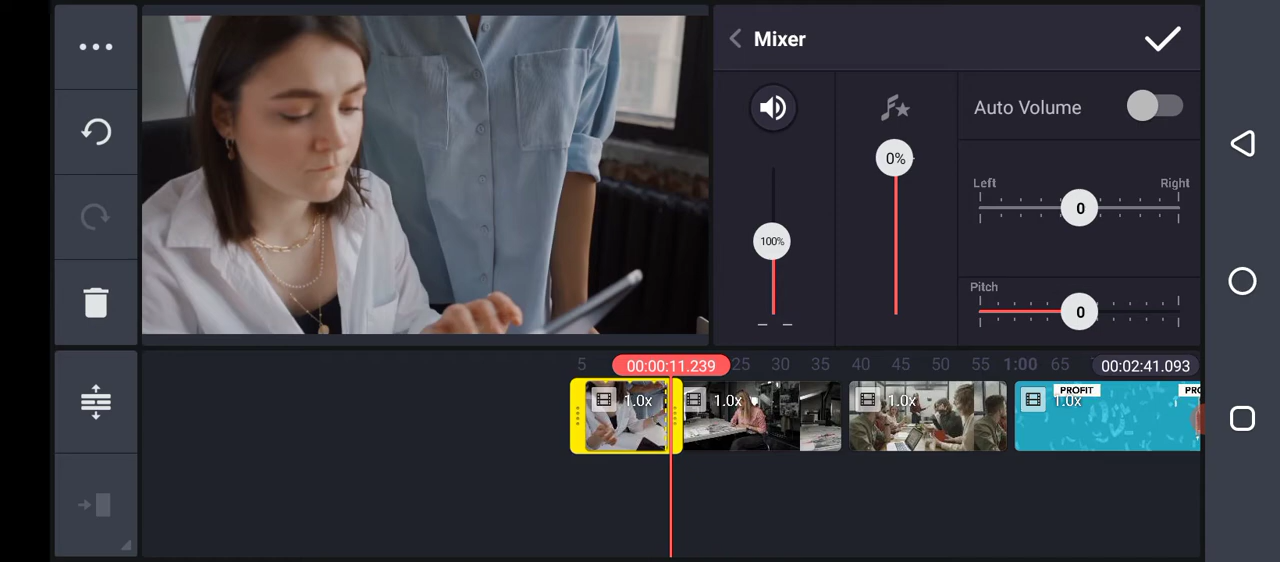 Mixer
Auto Volume
0%
Left
Right
0
100%
Pitch
0
5
00:00:11.239
25
30
35
40
45
50
55
1:00
65
00:02:41.093
1.0x
1.0x
1.0x
1.0x
PROFIT